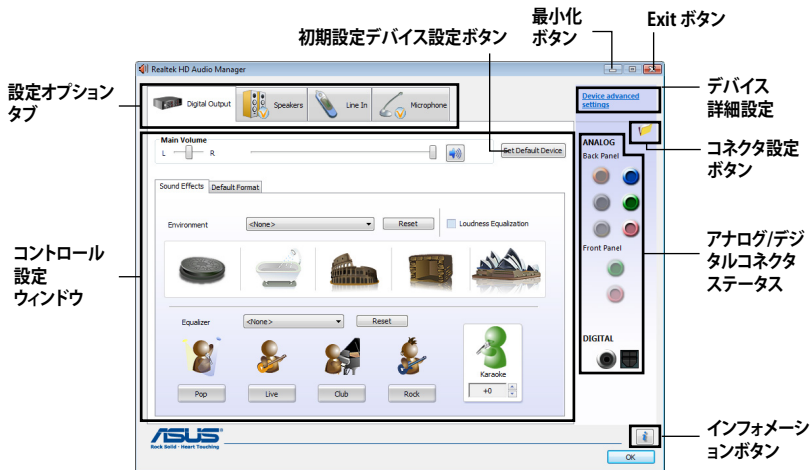 初期設定デバイス設定ボタン
最小化
ボタン
Exit ボタン
設定オプション
タブ
コントロール
設定
ウィンドウ
Realtek HD Audio Manager
Digital Output
Speakers
Line In
Microphone
Device advanced
settings
Main Volume
L
R
Set Default Device
Sound Effects
Default Format
Environment
<None>
Reset
Loudness Equalization
Equalizer
<None>
Reset
Pop
Live
Club
Rock
Karaoke
+0
ANALOG
Back Panel
Front Panel
DIGITAL
ASUS
Rock Solid · Heart Touching
i
OK
デバイス
詳細設定
コネクタ設定
ボタン
アナログ/デジ
タルコネクタ
ステータス
インフォメーシ
ョンボタン